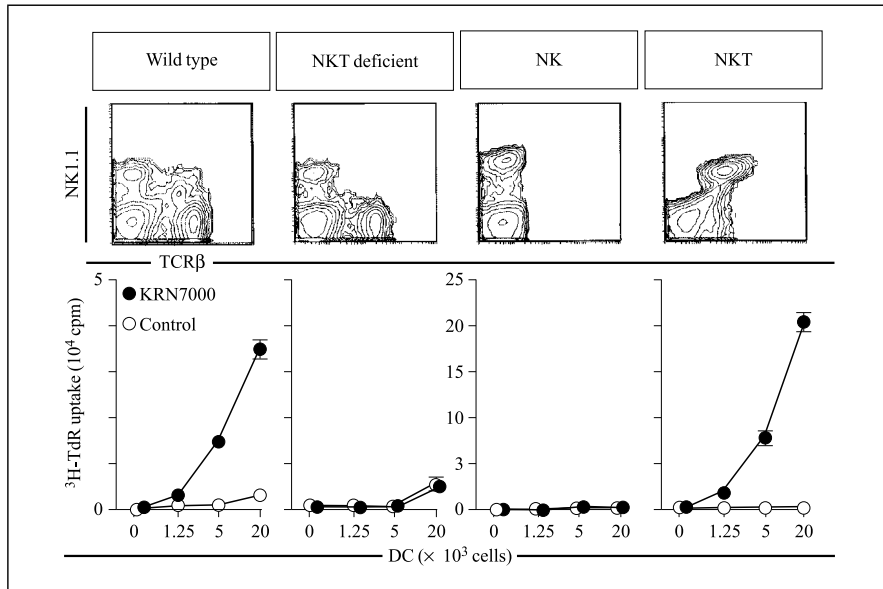 Wild type
NKT deficient
NK
NKT
NK1.1
TCRβ
5
25
KRN7000
Control
20
15
10
3
0
0
³H-TdR uptake (10⁴ cpm)
0 1.25 5 20
0 1.25 5 20
0 1.25 5 20
0 1.25 5 20
DC (× 10³ cells)